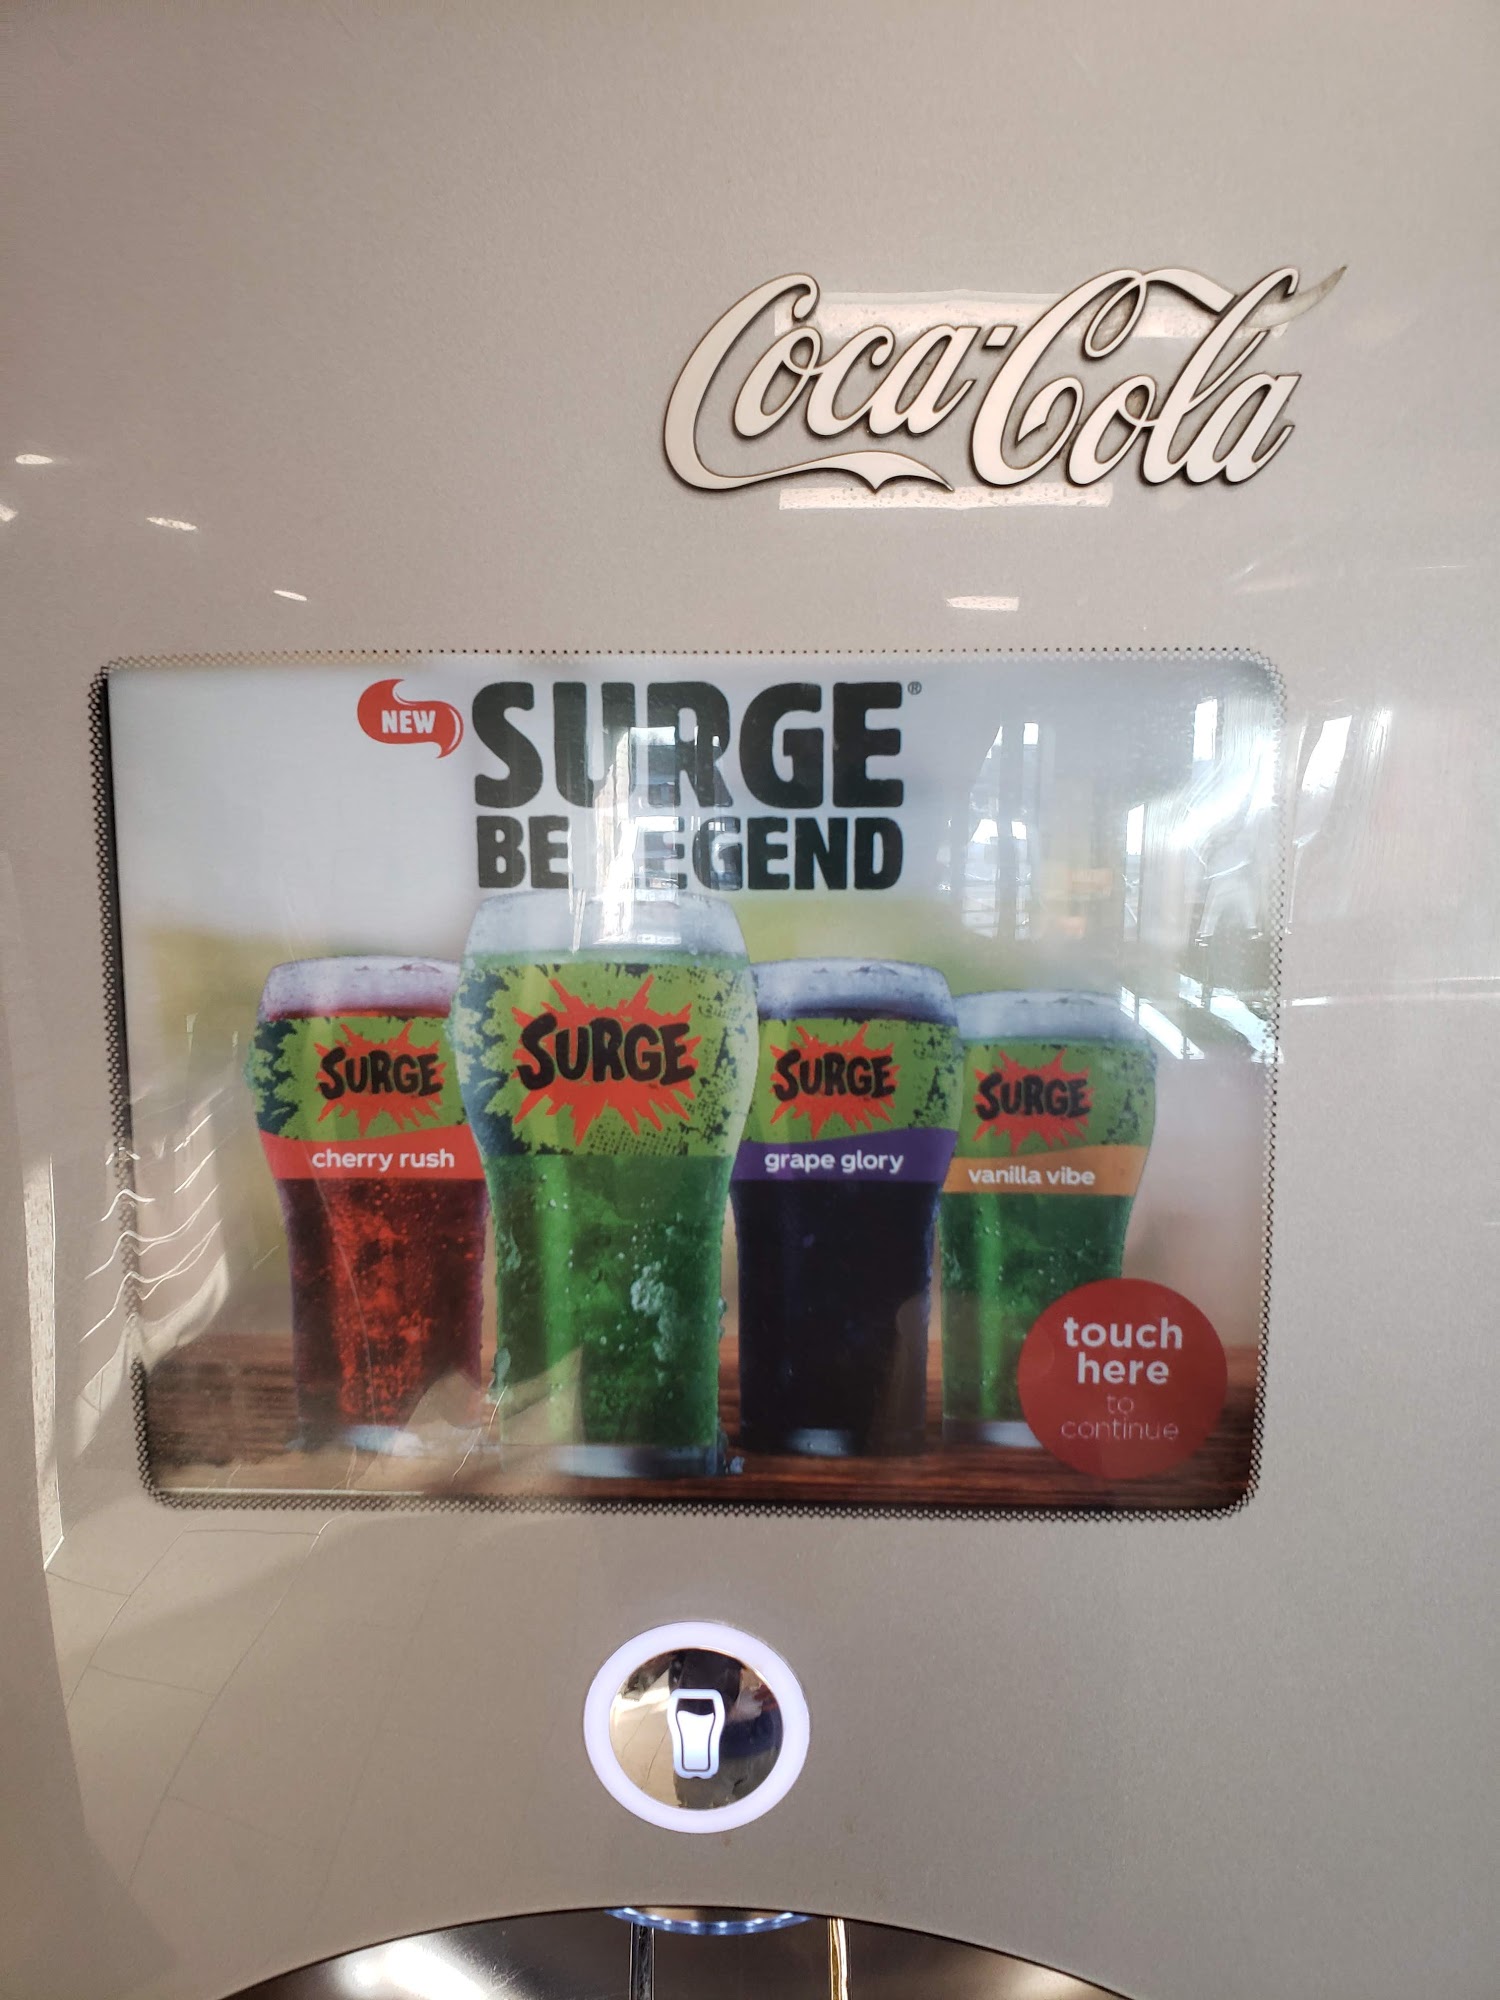 Coca-Cola
NEW
SURGE®
BE LEGEND
SURGE
cherry rush
SURGE
SURGE
grape glory
SURGE
vanilla vibe
touch
here
to
continue